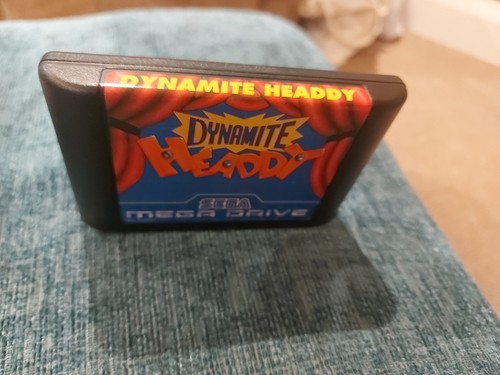 DYNAMITE HEADDY
DYNAMITE
HEADDY
SEGA
MEGA DRIVE